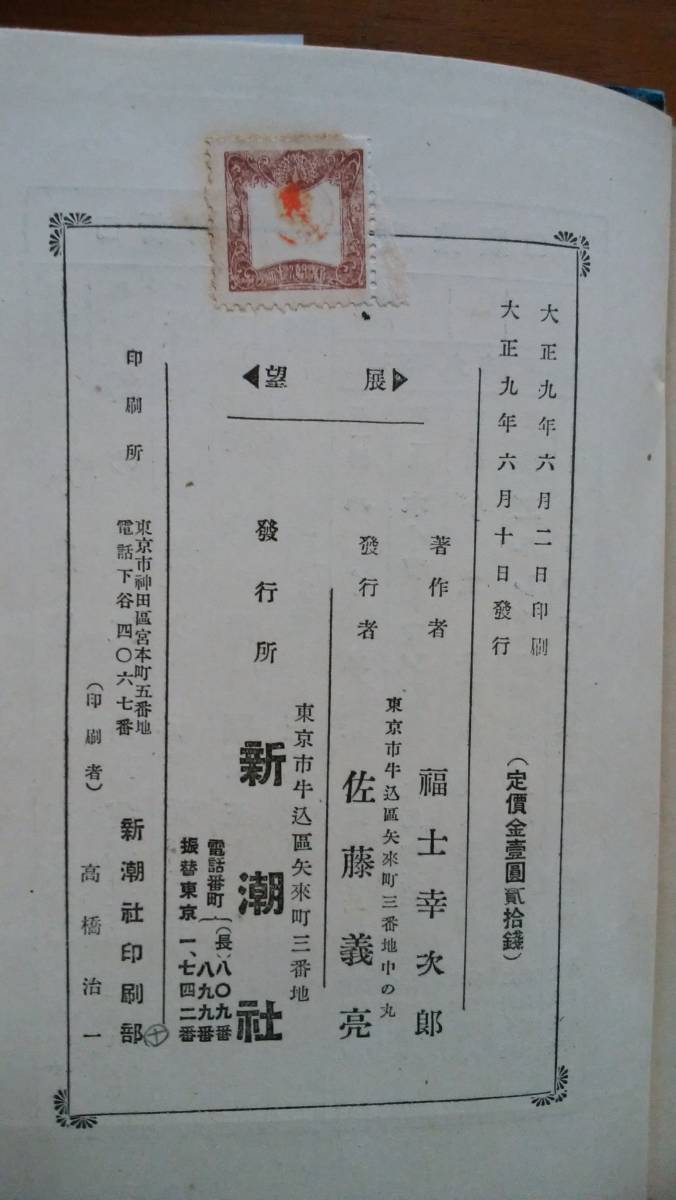 大正九年六月二日印刷
大正九年六月十日發行
(定價金壹圓貳拾錢)
展望
著作者 福士幸次郎
東京市牛込區矢來町三番地中の丸
發行者 佐藤義亮
東京市牛込區矢來町三番地
發行所 新潮社
電話番町 (長)八〇九番
八九九番
振替東京一、七四二番
印刷所 東京市神田區宮本町五番地
電話下谷四〇六七番
新潮社印刷部
十
(印刷者) 高橋治一